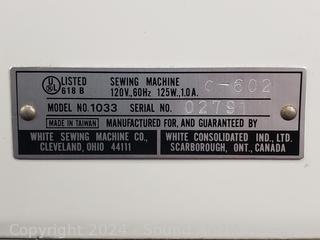 UL LISTED SEWING MACHINE C-602
618 B 120V.,60Hz 125W.,1.0A.
MODEL NO. 1033 SERIAL NO. 02791
MADE IN TAIWAN MANUFACTURED FOR, AND GUARANTEED BY
WHITE SEWING MACHINE CO., WHITE CONSOLIDATED IND., LTD.
CLEVELAND, OHIO 44111 SCARBOROUGH, ONT., CANADA
Copyright 2024 - Sound